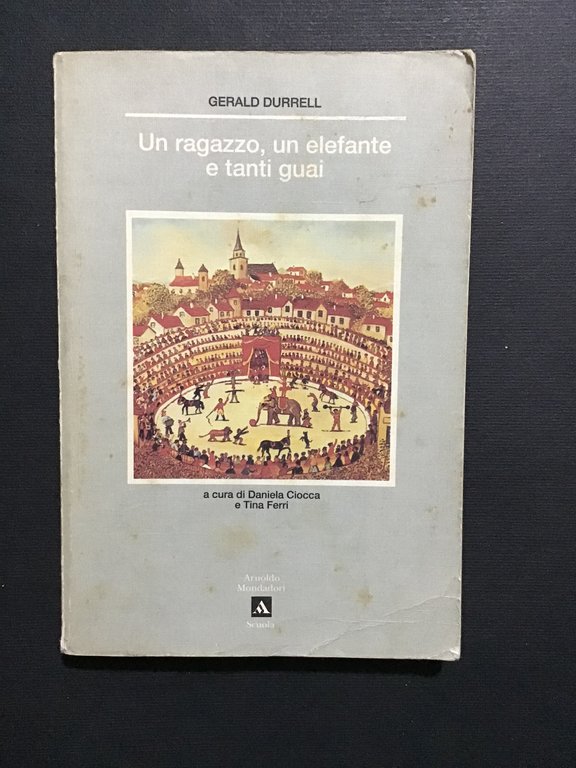 GERALD DURRELL
Un ragazzo, un elefante
e tanti guai
a cura di Daniela Ciocca
e Tina Ferri
Arnoldo
Mondadori
A
Scuola